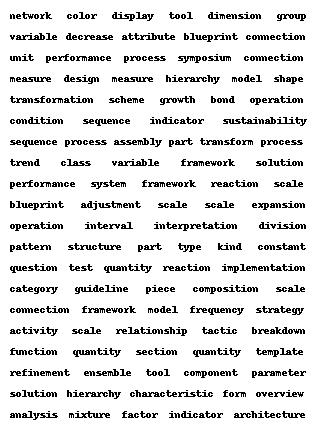 network color display tool dimension group
variable decrease attribute blueprint connection
unit performance process symposium connection
measure design measure hierarchy model shape
transformation scheme growth bond operation
condition sequence indicator sustainability
sequence process assembly part transform process
trend class variable framework solution
performance system framework reaction scale
blueprint adjustment scale scale expansion
operation interval interpretation division
pattern structure part type kind constant
question test quantity reaction implementation
category guideline piece composition scale
connection framework model frequency strategy
activity scale relationship tactic breakdown
function quantity section quantity template
refinement ensemble tool component parameter
solution hierarchy characteristic form overview
analysis mixture factor indicator architecture